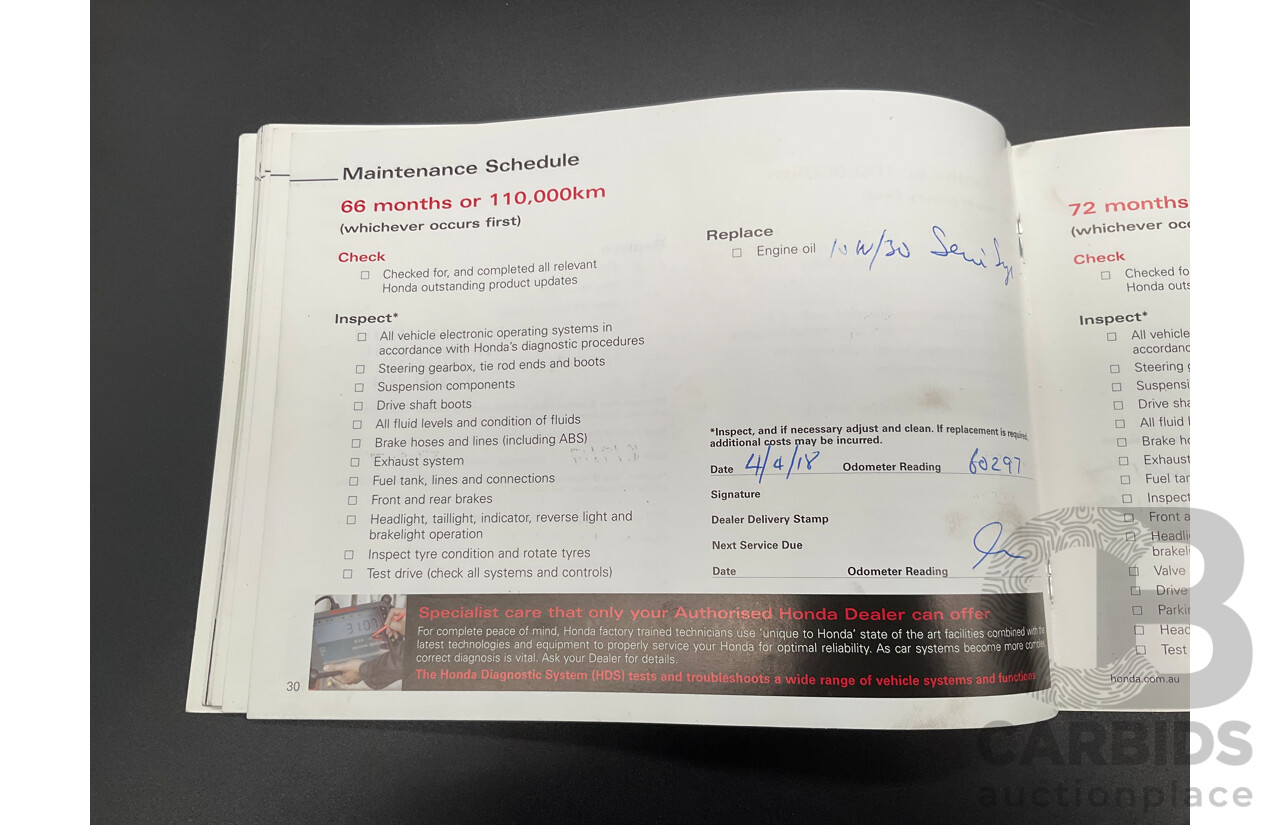 Maintenance Schedule
66 months or 110,000km
(whichever occurs first)
Check
Checked for, and completed all relevant
Honda outstanding product updates
Inspect*
All vehicle electronic operating systems in
accordance with Honda's diagnostic procedures
Steering gearbox, tie rod ends and boots
Suspension components
Drive shaft boots
All fluid levels and condition of fluids
Brake hoses and lines (including ABS)
Exhaust system
Fuel tank, lines and connections
Front and rear brakes
Headlight, taillight, indicator, reverse light and
brakelight operation
Inspect tyre condition and rotate tyres
Test drive (check all systems and controls)
Replace
Engine oil 10W/30 Semi Sy
*Inspect, and if necessary adjust and clean. If replacement is required,
additional costs may be incurred.
Date 4/4/18 Odometer Reading 60297
Signature
Dealer Delivery Stamp
Next Service Due
Date Odometer Reading
3107
Specialist care that only your Authorised Honda Dealer can offer
For complete peace of mind, Honda factory trained technicians use 'unique to Honda' state of the art facilities combined with the
latest technologies and equipment to properly service your Honda for optimal reliability. As car systems become more complex
correct diagnosis is vital. Ask your Dealer for details.
The Honda Diagnostic System (HDS) tests and troubleshoots a wide range of vehicle systems and functions
30
72 months
(whichever occ
Check
Checked fo
Honda outs
Inspect*
All vehicle
accordanc
Steering g
Suspensi
Drive sha
All fluid l
Brake ho
Exhaust
Fuel tan
Inspect
Front a
Headli
brakeli
Valve
Drive
Parkin
Head
Test
honda.com.au
CARBIDS
auctionplace